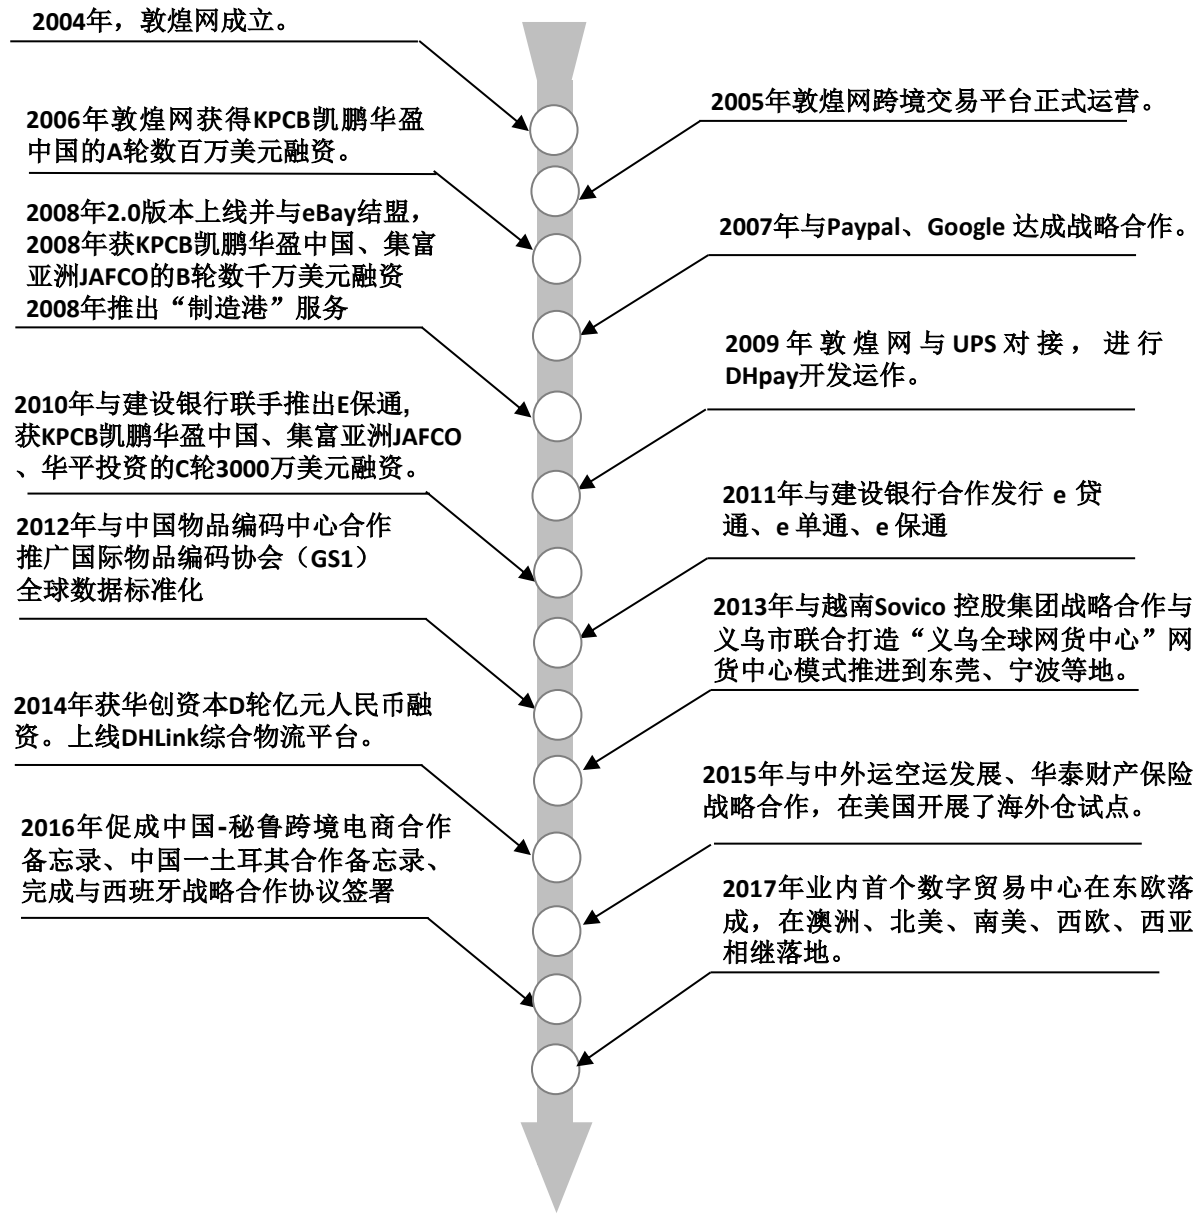 2004年，敦煌网成立。
2005年敦煌网跨境交易平台正式运营。
2006年敦煌网获得KPCB凯鹏华盈
中国的A轮数百万美元融资。
2007年与Paypal、Google 达成战略合作。
2008年2.0版本上线并与eBay结盟，
2008年获KPCB凯鹏华盈中国、集富
亚洲JAFCO的B轮数千万美元融资
2008年推出“制造港”服务
2009 年 敦 煌 网 与 UPS 对 接 ， 进 行
DHpay开发运作。
2010年与建设银行联手推出E保通,
获KPCB凯鹏华盈中国、集富亚洲JAFCO
、华平投资的C轮3000万美元融资。
2011年与建设银行合作发行 e 贷
通、e 单通、e 保通
2012年与中国物品编码中心合作
推广国际物品编码协会（GS1）
全球数据标准化
2013年与越南Sovico 控股集团战略合作与
义乌市联合打造“义乌全球网货中心”网
货中心模式推进到东莞、宁波等地。
2014年获华创资本D轮亿元人民币融
资。上线DHLink综合物流平台。
2015年与中外运空运发展、华泰财产保险
战略合作，在美国开展了海外仓试点。
2016年促成中国-秘鲁跨境电商合作
备忘录、中国一土耳其合作备忘录、
完成与西班牙战略合作协议签署
2017年业内首个数字贸易中心在东欧落
成，在澳洲、北美、南美、西欧、西亚
相继落地。